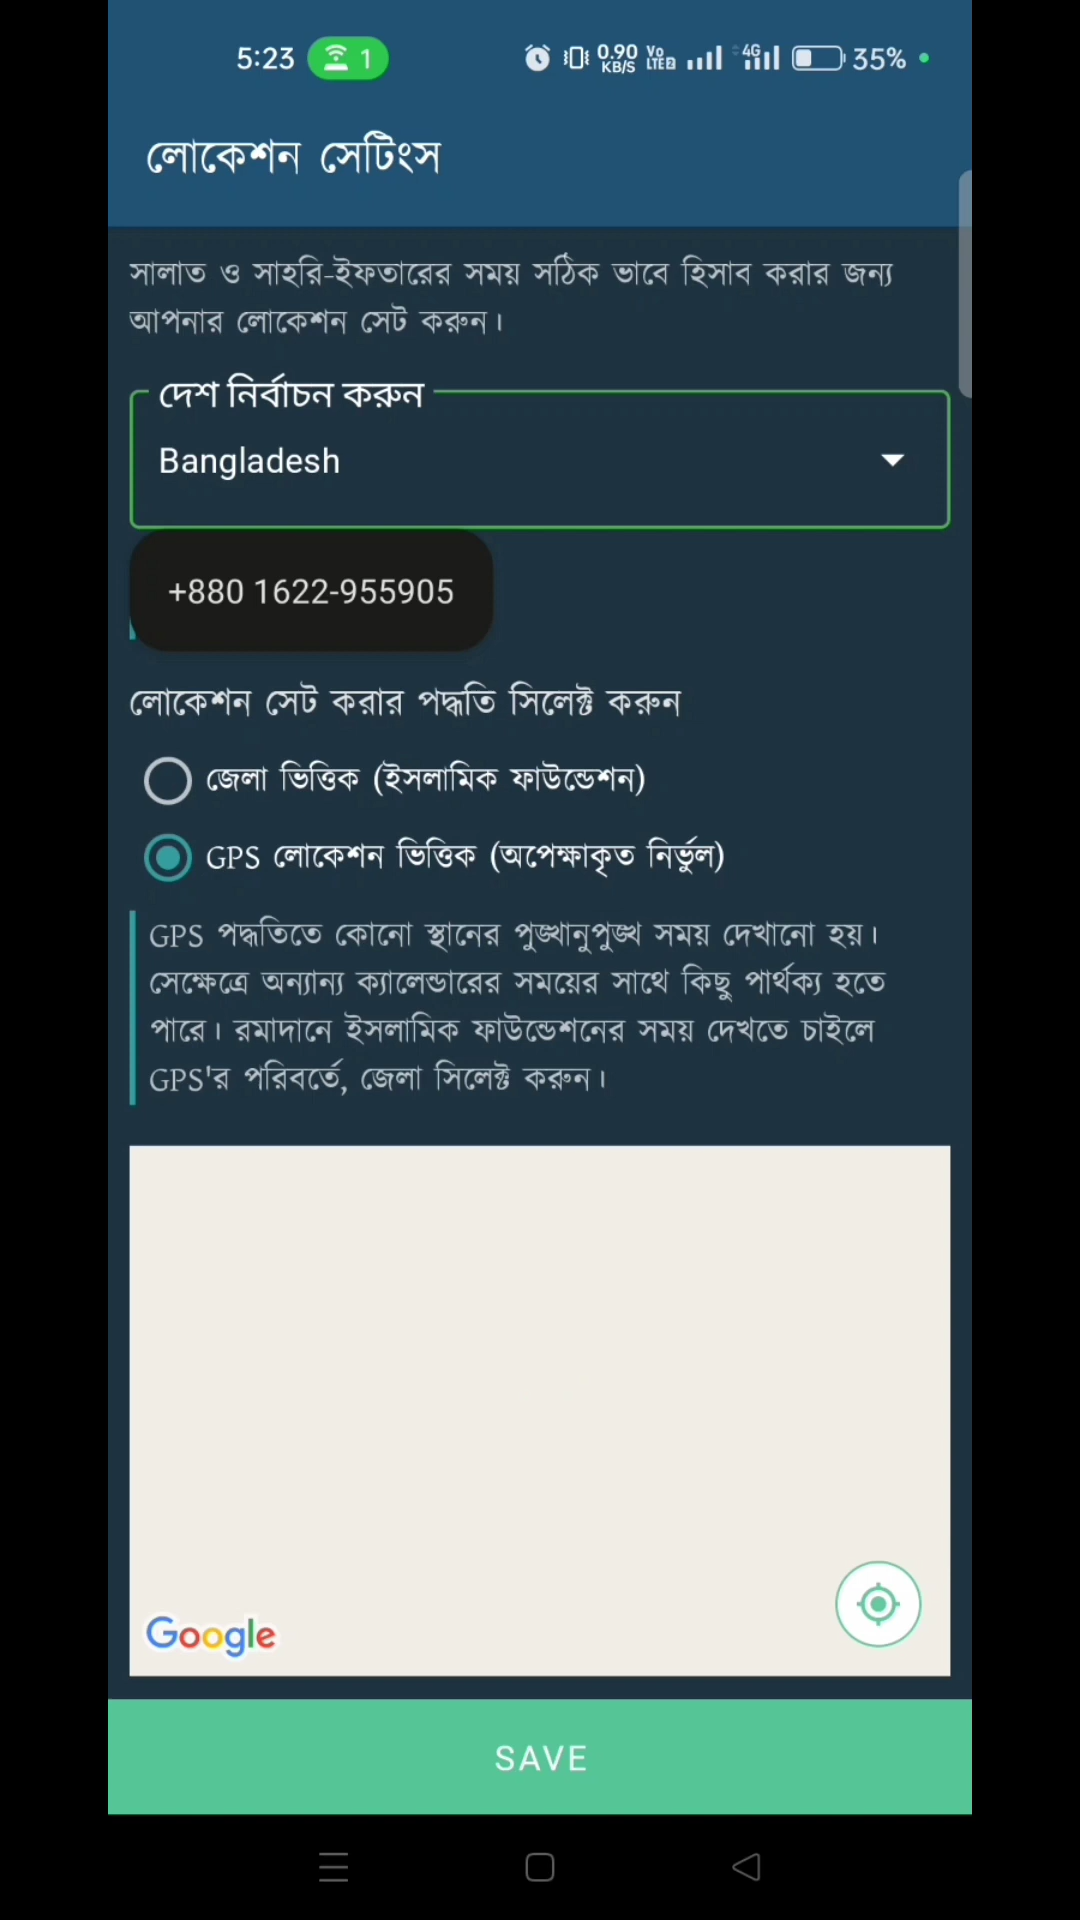 5:23 1 0.90 KB/S Vo LTE2 4G 35%
লোকেশন সেটিংস
সালাত ও সাহরি-ইফতারের সময় সঠিক ভাবে হিসাব করার জন্য
আপনার লোকেশন সেট করুন।
দেশ নির্বাচন করুন
Bangladesh
+880 1622-955905
লোকেশন সেট করার পদ্ধতি সিলেক্ট করুন
জেলা ভিত্তিক (ইসলামিক ফাউন্ডেশন)
GPS লোকেশন ভিত্তিক (অপেক্ষাকৃত নির্ভুল)
GPS পদ্ধতিতে কোনো স্থানের পুঙ্খানুপুঙ্খ সময় দেখানো হয়।
সেক্ষেত্রে অন্যান্য ক্যালেন্ডারের সময়ের সাথে কিছু পার্থক্য হতে
পারে। রমাদানে ইসলামিক ফাউন্ডেশনের সময় দেখতে চাইলে
GPS'র পরিবর্তে, জেলা সিলেক্ট করুন।
Google
SAVE